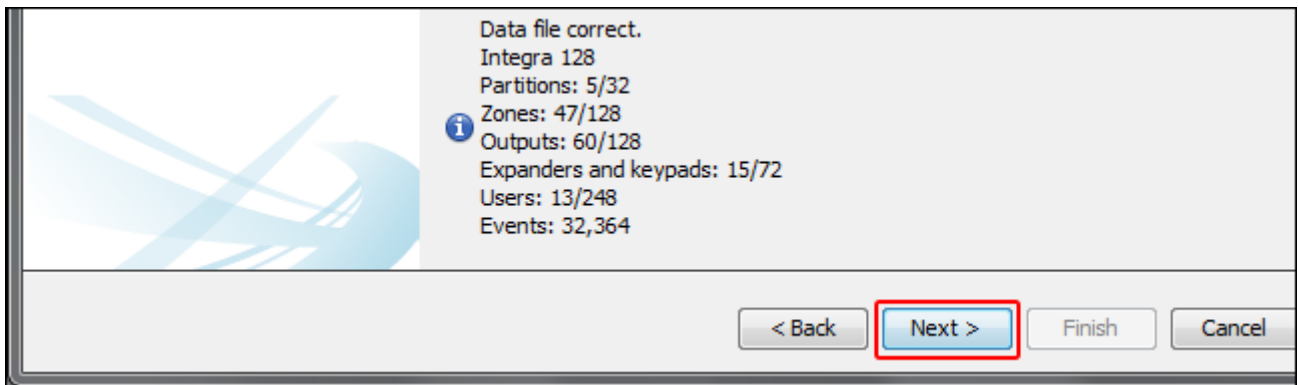 Data file correct.
Integra 128
Partitions: 5/32
Zones: 47/128
Outputs: 60/128
Expanders and keypads: 15/72
Users: 13/248
Events: 32,364
< Back
Next >
Finish
Cancel